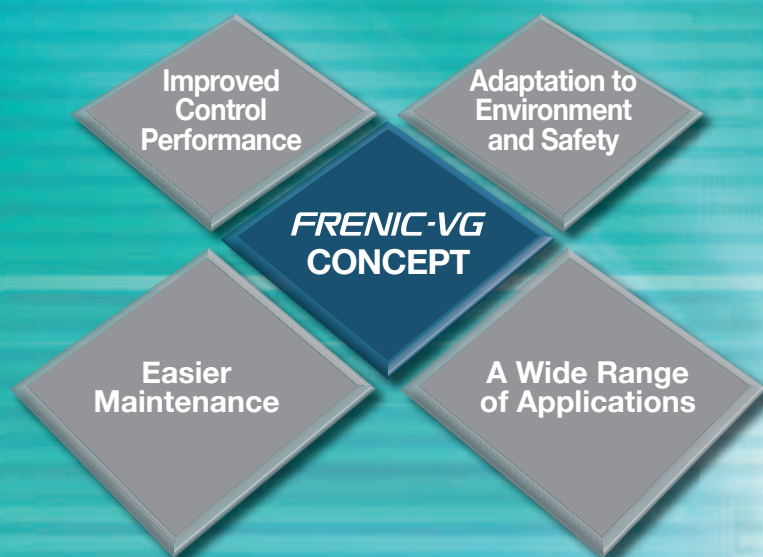 Improved
Control
Performance
Adaptation to
Environment
and Safety
FRENIC-VG
CONCEPT
Easier
Maintenance
A Wide Range
of Applications